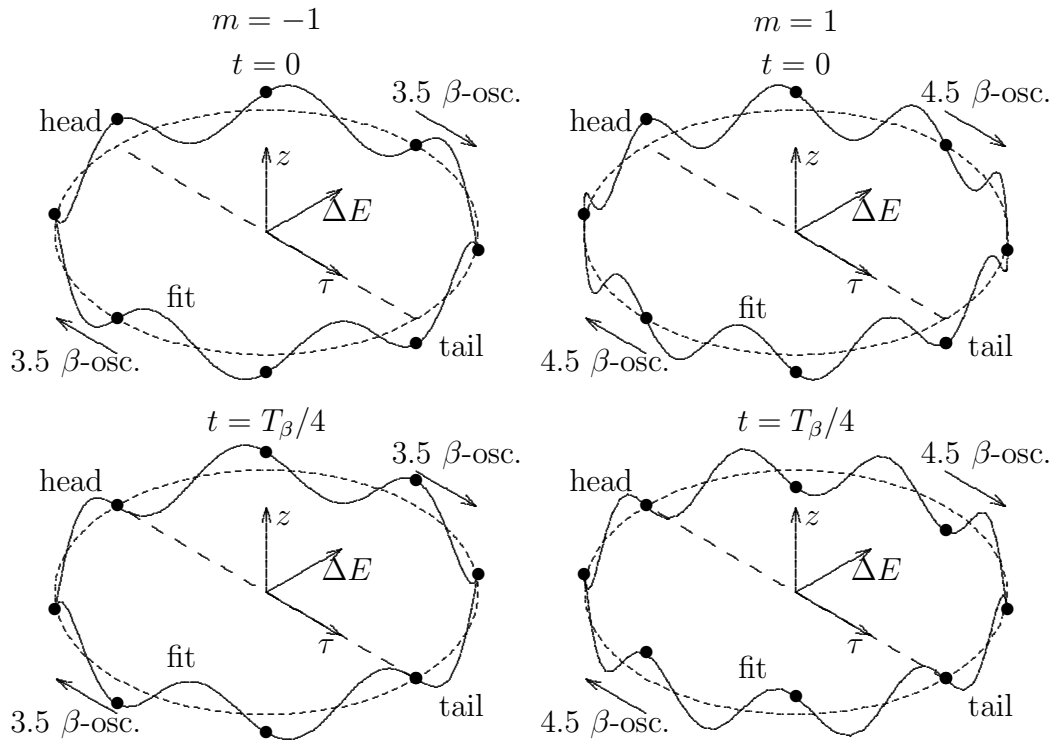 m = −1
t = 0
3.5 β-osc.
head
z
ΔE
τ
fit
3.5 β-osc.
tail
m = 1
t = 0
4.5 β-osc.
head
z
ΔE
τ
fit
4.5 β-osc.
tail
t = T_β/4
3.5 β-osc.
head
z
ΔE
τ
fit
3.5 β-osc.
tail
t = T_β/4
4.5 β-osc.
head
z
ΔE
τ
fit
4.5 β-osc.
tail